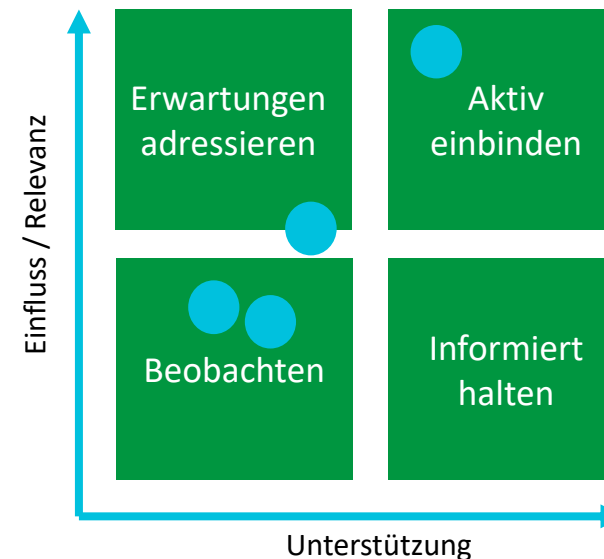 Einfluss / Relevanz
Erwartungen
adressieren
Aktiv
einbinden
Beobachten
Informiert
halten
Unterstützung